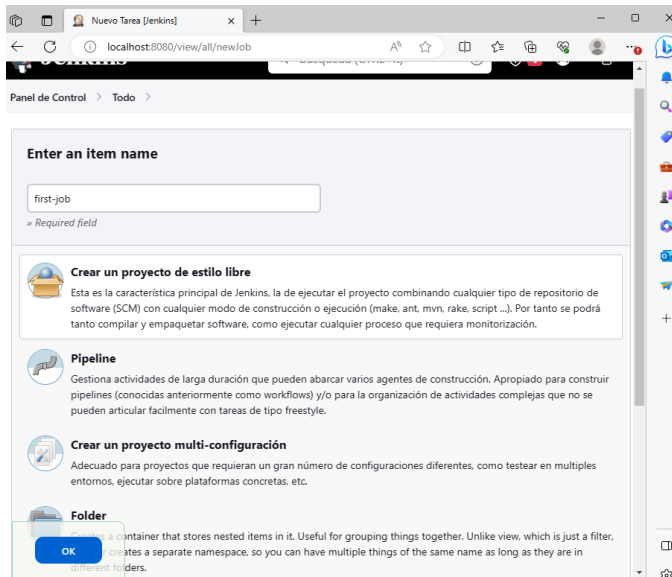 Nuevo Tarea [Jenkins]
localhost:8080/view/all/newJob
Panel de Control > Todo >
Enter an item name
first-job
» Required field
Crear un proyecto de estilo libre
Esta es la característica principal de Jenkins, la de ejecutar el proyecto combinando cualquier tipo de repositorio de
software (SCM) con cualquier modo de construcción o ejecución (make, ant, mvn, rake, script ...). Por tanto se podrá
tanto compilar y empaquetar software, como ejecutar cualquier proceso que requiera monitorización.
Pipeline
Gestiona actividades de larga duración que pueden abarcar varios agentes de construcción. Apropiado para construir
pipelines (conocidas anteriormente como workflows) y/o para la organización de actividades complejas que no se
pueden articular facilmente con tareas de tipo freestyle.
Crear un proyecto multi-configuración
Adecuado para proyectos que requieran un gran número de configuraciones diferentes, como testear en multiples
entornos, ejecutar sobre plataformas concretas, etc.
Folder
Creates a container that stores nested items in it. Useful for grouping things together. Unlike view, which is just a filter,
creates a separate namespace, so you can have multiple things of the same name as long as they are in
different folders.
OK